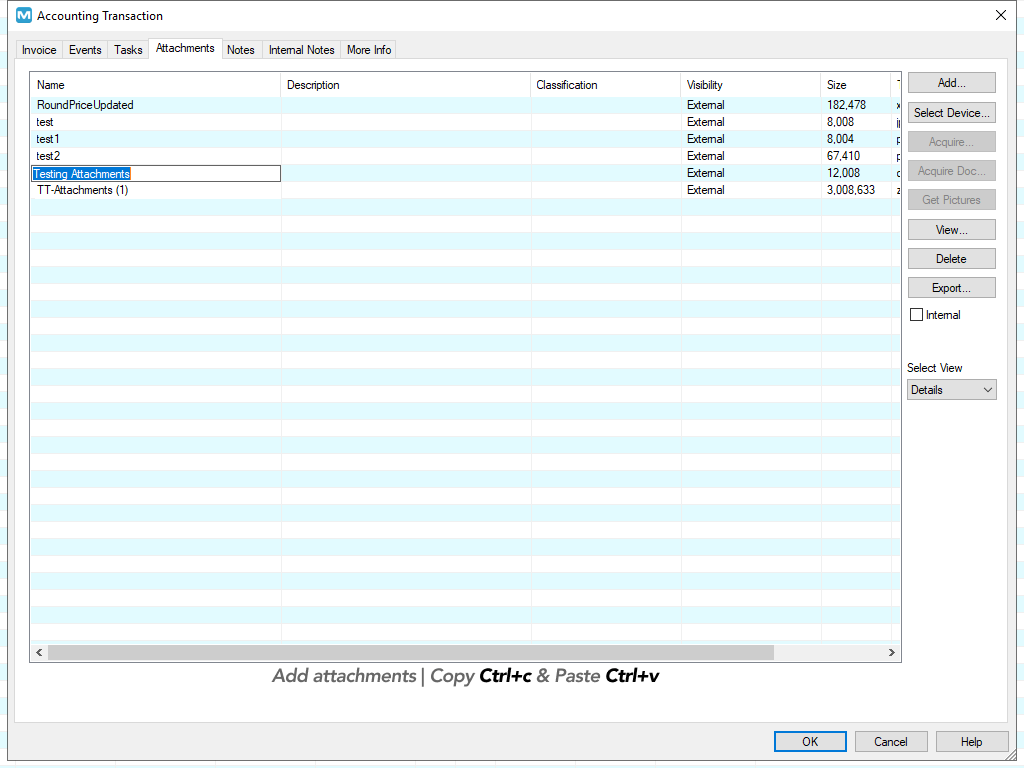 M Accounting Transaction
Invoice Events Tasks Attachments Notes Internal Notes More Info
Name Description Classification Visibility Size
RoundPriceUpdated External 182,478
test External 8,008
test1 External 8,004
test2 External 67,410
Testing Attachments External 12,008
TT-Attachments (1) External 3,008,633
Add...
Select Device...
Acquire...
Acquire Doc...
Get Pictures
View...
Delete
Export...
Internal
Select View
Details
Add attachments | Copy Ctrl+c & Paste Ctrl+v
OK Cancel Help